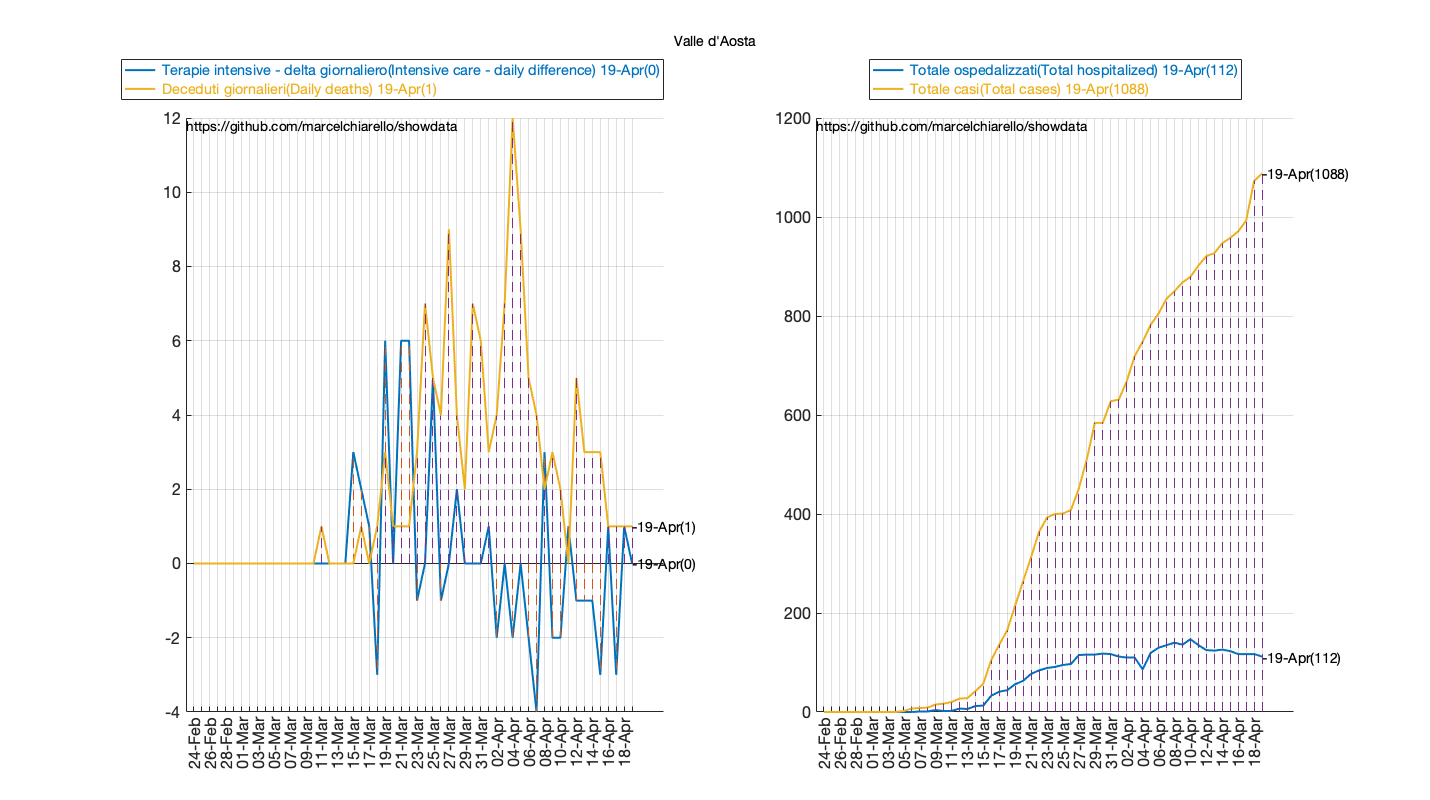 Valle d'Aosta
Terapie intensive - delta giornaliero(Intensive care - daily difference) 19-Apr(0)
Deceduti giornalieri(Daily deaths) 19-Apr(1)
https://github.com/marcelchiarello/showdata
12
10
8
6
4
2
0
-2
-4
19-Apr(1)
19-Apr(0)
24-Feb
26-Feb
28-Feb
01-Mar
03-Mar
05-Mar
07-Mar
09-Mar
11-Mar
13-Mar
15-Mar
17-Mar
19-Mar
21-Mar
23-Mar
25-Mar
27-Mar
29-Mar
31-Mar
02-Apr
04-Apr
06-Apr
08-Apr
10-Apr
12-Apr
14-Apr
16-Apr
18-Apr
Totale ospedalizzati(Total hospitalized) 19-Apr(112)
Totale casi(Total cases) 19-Apr(1088)
https://github.com/marcelchiarello/showdata
1200
1000
800
600
400
200
0
19-Apr(1088)
19-Apr(112)
24-Feb
26-Feb
28-Feb
01-Mar
03-Mar
05-Mar
07-Mar
09-Mar
11-Mar
13-Mar
15-Mar
17-Mar
19-Mar
21-Mar
23-Mar
25-Mar
27-Mar
29-Mar
31-Mar
02-Apr
04-Apr
06-Apr
08-Apr
10-Apr
12-Apr
14-Apr
16-Apr
18-Apr